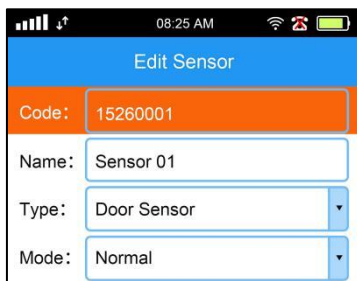 08:25 AM
Edit Sensor
Code: 15260001
Name: Sensor 01
Type: Door Sensor
Mode: Normal